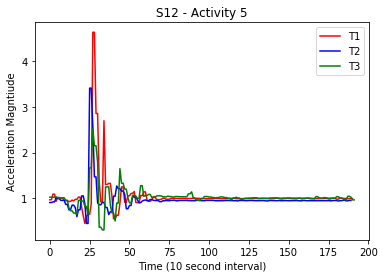 S12 - Activity 5
T1
T2
T3
Acceleration Magntiude
4
3
2
1
0
25
50
75
100
125
150
175
200
Time (10 second interval)